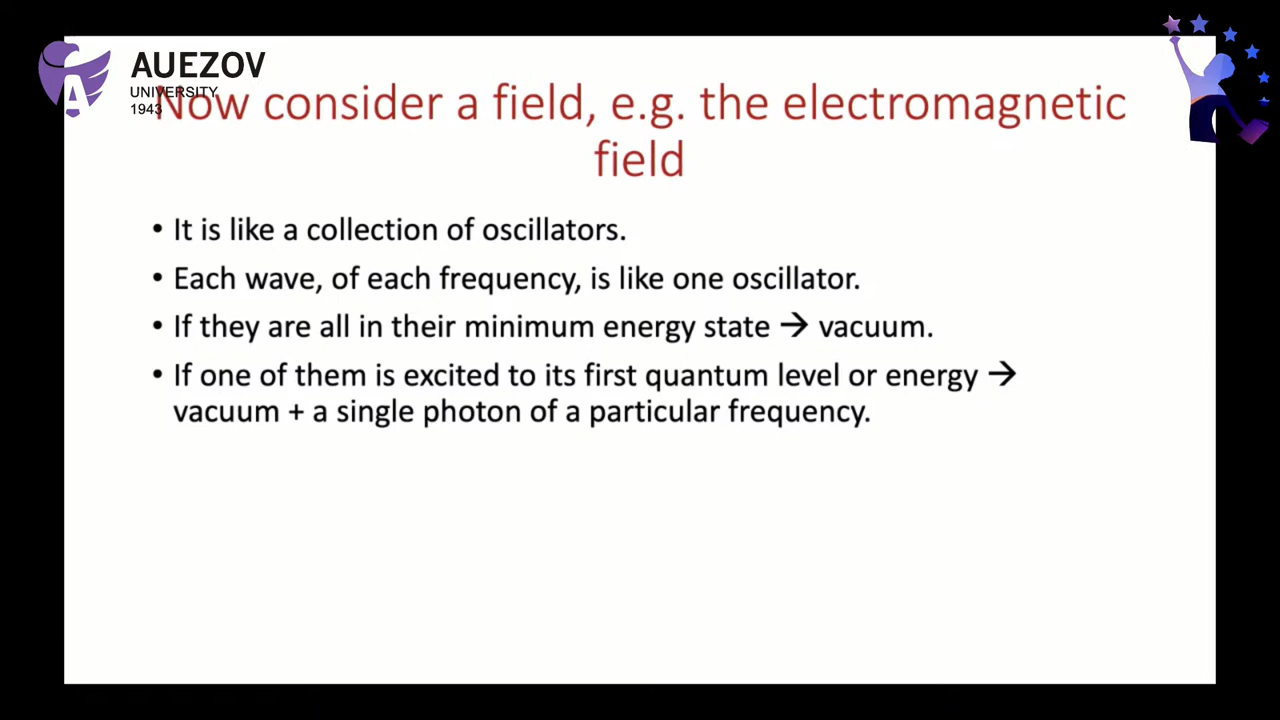 AUEZOV
UNIVERSITY
1943
Now consider a field, e.g. the electromagnetic
field
• It is like a collection of oscillators.
• Each wave, of each frequency, is like one oscillator.
• If they are all in their minimum energy state → vacuum.
• If one of them is excited to its first quantum level or energy →
vacuum + a single photon of a particular frequency.